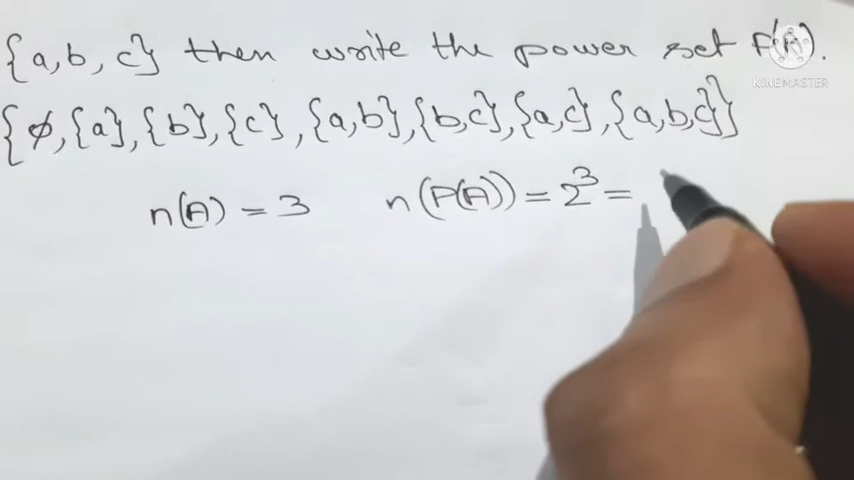 {a, b, c} then write the power set P(A).
KINEMASTER
{∅, {a}, {b}, {c}, {a,b}, {b,c}, {a,c}, {a,b,c}}
n(A) = 3 n(P(A)) = 2³ =